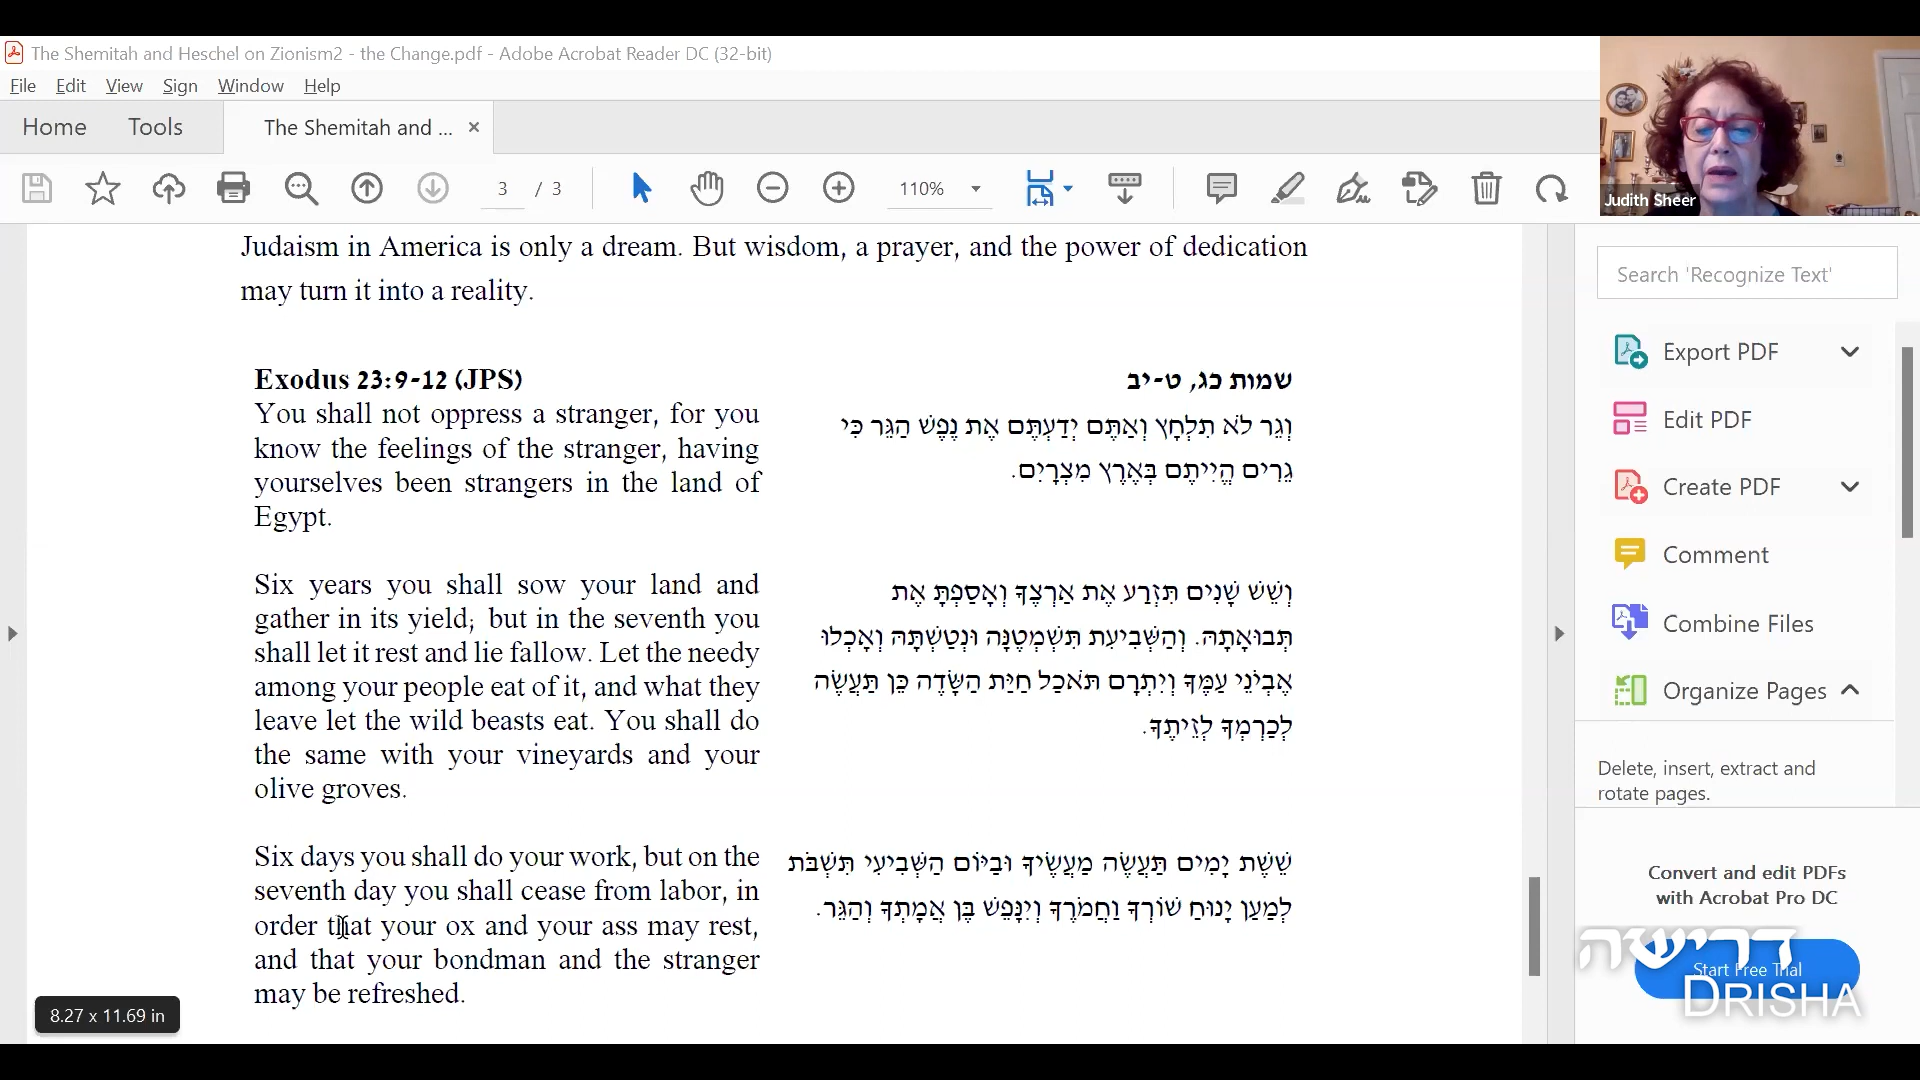 The Shemitah and Heschel on Zionism2 - the Change.pdf - Adobe Acrobat Reader DC (32-bit)
File Edit View Sign Window Help
Home Tools The Shemitah and ... ×
3 / 3 110%
Judith Sheer
Judaism in America is only a dream. But wisdom, a prayer, and the power of dedication
may turn it into a reality.
Exodus 23:9-12 (JPS)
You shall not oppress a stranger, for you
know the feelings of the stranger, having
yourselves been strangers in the land of
Egypt.
Six years you shall sow your land and
gather in its yield; but in the seventh you
shall let it rest and lie fallow. Let the needy
among your people eat of it, and what they
leave let the wild beasts eat. You shall do
the same with your vineyards and your
olive groves.
Six days you shall do your work, but on the
seventh day you shall cease from labor, in
order that your ox and your ass may rest,
and that your bondman and the stranger
may be refreshed.
שמות כג, ט-יב
וְגֵר לֹא תִלְחָץ וְאַתֶּם יְדַעְתֶּם אֶת נֶפֶשׁ הַגֵּר כִּי
גֵרִים הֱיִיתֶם בְּאֶרֶץ מִצְרָיִם.
וְשֵׁשׁ שָׁנִים תִּזְרַע אֶת אַרְצֶךָ וְאָסַפְתָּ אֶת
תְּבוּאָתָהּ. וְהַשְּׁבִיעִת תִּשְׁמְטֶנָּה וּנְטַשְׁתָּהּ וְאָכְלוּ
אֶבְיֹנֵי עַמֶּךָ וְיִתְרָם תֹּאכַל חַיַּת הַשָּׂדֶה כֵּן תַּעֲשֶׂה
לְכַרְמְךָ לְזֵיתֶךָ.
שֵׁשֶׁת יָמִים תַּעֲשֶׂה מַעֲשֶׂיךָ וּבַיּוֹם הַשְּׁבִיעִי תִּשְׁבֹּת
לְמַעַן יָנוּחַ שׁוֹרְךָ וַחֲמֹרֶךָ וְיִנָּפֵשׁ בֶּן אֲמָתְךָ וְהַגֵּר.
8.27 x 11.69 in
Search 'Recognize Text'
Export PDF
Edit PDF
Create PDF
Comment
Combine Files
Organize Pages
Delete, insert, extract and
rotate pages.
Convert and edit PDFs
with Acrobat Pro DC
Start Free Trial
דרישה
DRISHA